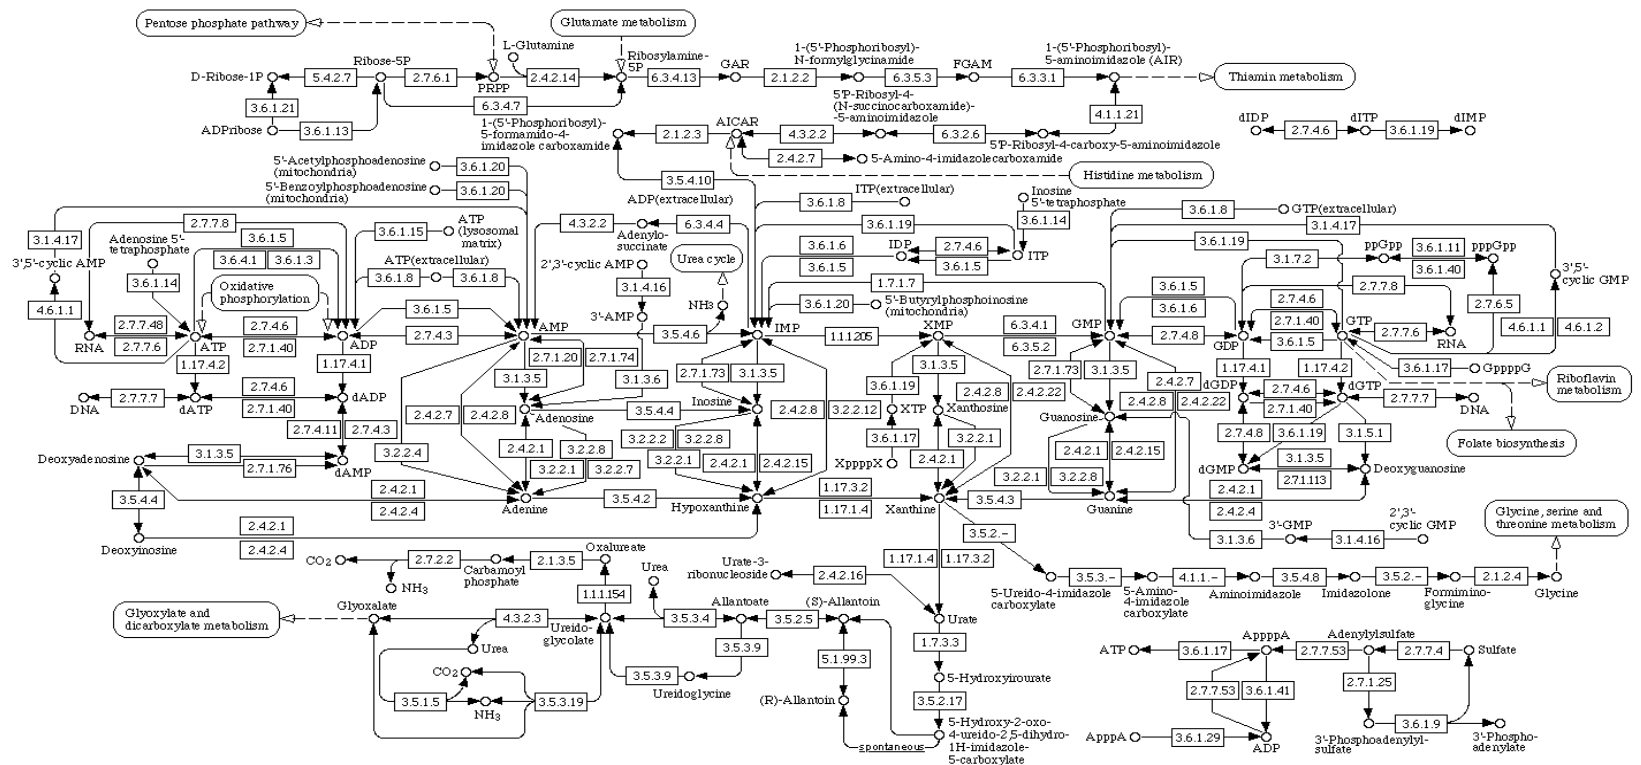 Pentose phosphate pathway
Glutamate metabolism
L-Glutamine
Ribosylamine-
5P
1-(5'-Phosphoribosyl)-
N-formylglycinamide
1-(5'-Phosphoribosyl)-
5-aminoimidazole (AIR)
Ribose-5P
GAR
FGAM
D-Ribose-1P
5.4.2.7
2.7.6.1
2.4.2.14
6.3.4.13
2.1.2.2
6.3.5.3
6.3.3.1
Thiamin metabolism
PRPP
3.6.1.21
6.3.4.7
5'P-Ribosyl-4-
(N-succinocarboxamide)-
-5-aminoimidazole
4.1.1.21
ADPribose
3.6.1.13
1-(5'-Phosphoribosyl)-
5-formamido-4-
imidazole carboxamide
2.1.2.3
AICAR
4.3.2.2
6.3.2.6
5'P-Ribosyl-4-carboxy-5-aminoimidazole
dIDP
2.7.4.6
dITP
3.6.1.19
dIMP
2.4.2.7
5-Amino-4-imidazolecarboxamide
5'-Acetylphosphoadenosine
(mitochondria)
3.6.1.20
5'-Benzoylphosphoadenosine
(mitochondria)
3.6.1.20
3.5.4.10
Histidine metabolism
ADP(extracellular)
3.6.1.8
ITP(extracellular)
Inosine
5'-tetraphosphate
3.6.1.14
3.6.1.8
GTP(extracellular)
2.7.7.8
3.6.1.15
ATP
(lysosomal
matrix)
4.3.2.2
6.3.4.4
Adenylo-
succinate
3.6.1.19
3.1.4.17
3.1.4.17
Adenosine 5'-
tetraphosphate
3.6.1.5
3.6.4.1
3.6.1.3
3.6.1.6
IDP
2.7.4.6
3.6.1.5
3.6.1.5
ITP
3.6.1.19
ppGpp
3.6.1.11
pppGpp
3.1.7.2
3.6.1.40
3',5'-cyclic AMP
3.6.1.14
ATP(extracellular)
3.6.1.8
3.6.1.8
2',3'-cyclic AMP
Urea cycle
3.1.4.16
NH3
1.7.1.7
3',5'-
cyclic GMP
Oxidative
phosphorylation
3.6.1.5
3'-AMP
3.6.1.20
5'-Butyrylphosphoinosine
(mitochondria)
3.6.1.5
3.6.1.6
2.7.4.6
2.7.1.40
3.6.1.5
2.7.7.8
2.7.6.5
4.6.1.1
2.7.7.48
2.7.7.6
RNA
ATP
2.7.4.6
2.7.1.40
ADP
2.7.4.3
AMP
3.5.4.6
IMP
1.1.1.205
XMP
6.3.4.1
6.3.5.2
GMP
2.7.4.8
GDP
GTP
2.7.7.6
RNA
4.6.1.1
4.6.1.2
1.17.4.2
1.17.4.1
2.7.1.20
2.7.1.74
3.1.3.5
3.1.3.6
2.7.1.73
3.1.3.5
3.1.3.5
3.6.1.19
2.4.2.8
2.4.2.22
2.7.1.73
3.1.3.5
2.4.2.7
2.4.2.8
2.4.2.22
1.17.4.1
1.17.4.2
3.6.1.17
GppppG
Riboflavin
metabolism
DNA
2.7.7.7
dATP
2.7.4.6
2.7.1.40
dADP
2.4.2.7
2.4.2.8
Adenosine
3.5.4.4
Inosine
2.4.2.8
3.2.2.12
XTP
Xanthosine
Guanosine
dGDP
2.7.4.6
2.7.1.40
dGTP
2.7.7.7
DNA
2.7.4.11
2.7.4.3
3.2.2.4
2.4.2.1
3.2.2.8
3.2.2.1
3.2.2.7
3.2.2.2
3.2.2.8
3.2.2.1
2.4.2.1
2.4.2.15
3.6.1.17
XppppX
3.2.2.1
2.4.2.1
2.4.2.1
2.4.2.15
3.2.2.1
3.2.2.8
2.7.4.8
3.6.1.19
3.1.5.1
Folate biosynthesis
Deoxyadenosine
3.1.3.5
2.7.1.76
dAMP
dGMP
3.1.3.5
2.7.1.113
Deoxyguanosine
3.5.4.4
2.4.2.1
2.4.2.4
Adenine
3.5.4.2
Hypoxanthine
1.17.3.2
1.17.1.4
Xanthine
3.5.4.3
Guanine
2.4.2.1
2.4.2.4
Glycine, serine and
threonine metabolism
Deoxyinosine
2.4.2.1
2.4.2.4
3.5.2.-
3.1.3.6
3'-GMP
3.1.4.16
2',3'-
cyclic GMP
CO2
2.7.2.2
Carbamoyl
phosphate
2.1.3.5
Oxalureate
NH3
Urea
Urate-3-
ribonucleoside
2.4.2.16
1.17.1.4
1.17.3.2
5-Ureido-4-imidazole
carboxylate
3.5.3.-
5-Amino-
4-imidazole
carboxylate
4.1.1.-
Aminoimidazole
3.5.4.8
Imidazolone
3.5.2.-
Formimino-
glycine
2.1.2.4
Glycine
1.1.1.154
Glyoxylate and
dicarboxylate metabolism
Glyoxalate
4.3.2.3
Ureido-
glycolate
3.5.3.4
Allantoate
3.5.2.5
(S)-Allantoin
Urate
Urea
3.5.3.9
1.7.3.3
3.5.3.9
Ureidoglycine
5.1.99.3
5-Hydroxyirourate
CO2
3.5.1.5
NH3
3.5.3.19
(R)-Allantoin
3.5.2.17
spontaneous
5-Hydroxy-2-oxo-
4-ureido-2,5-dihydro-
1H-imidazole-
5-carboxylate
ATP
3.6.1.17
AppppA
2.7.7.53
Adenylylsulfate
2.7.7.4
Sulfate
2.7.7.53
3.6.1.41
2.7.1.25
ApppA
3.6.1.29
ADP
3'-Phosphoadenylyl-
sulfate
3.6.1.9
3'-Phospho-
adenylate